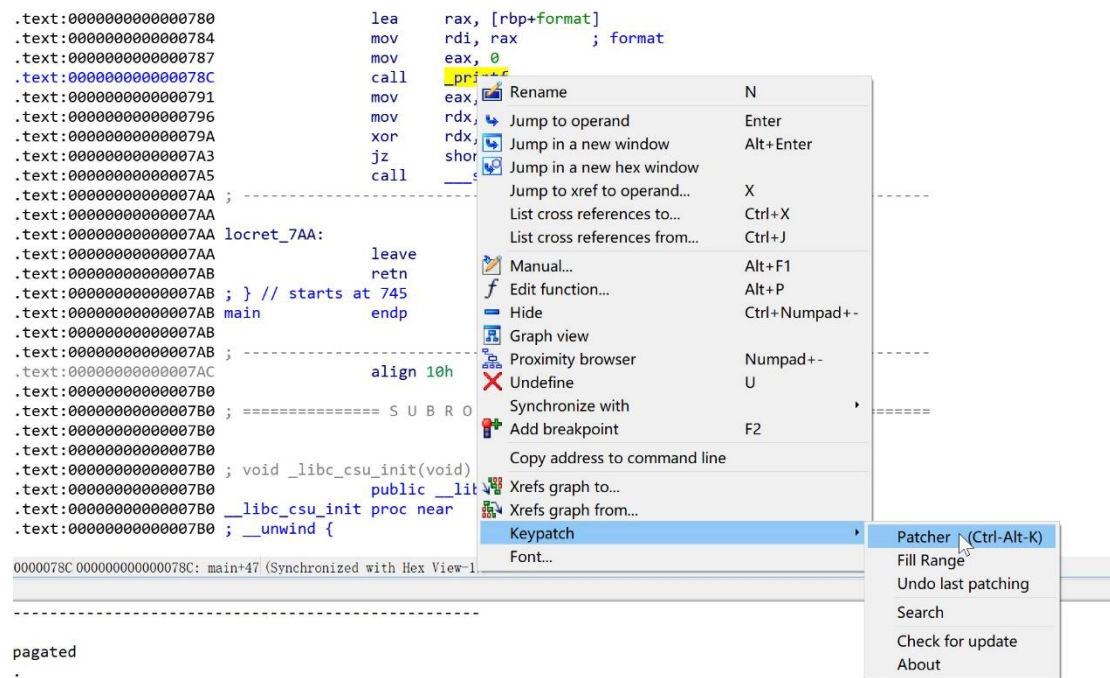 .text:0000000000000780 lea rax, [rbp+format]
.text:0000000000000784 mov rdi, rax ; format
.text:0000000000000787 mov eax, 0
.text:000000000000078C call _printf
.text:0000000000000791 mov eax,
.text:0000000000000796 mov rdx,
.text:000000000000079A xor rdx,
.text:00000000000007A3 jz shor
.text:00000000000007A5 call ___s
.text:00000000000007AA ; ---------------------------------------------------------------------------
.text:00000000000007AA
.text:00000000000007AA locret_7AA:
.text:00000000000007AA leave
.text:00000000000007AB retn
.text:00000000000007AB ; } // starts at 745
.text:00000000000007AB main endp
.text:00000000000007AB
.text:00000000000007AB ; ---------------------------------------------------------------------------
.text:00000000000007AC align 10h
.text:00000000000007B0
.text:00000000000007B0 ; =============== S U B R O =======
.text:00000000000007B0
.text:00000000000007B0
.text:00000000000007B0 ; void _libc_csu_init(void)
.text:00000000000007B0 public __lib
.text:00000000000007B0 __libc_csu_init proc near
.text:00000000000007B0 ; __unwind {
Rename N
Jump to operand Enter
Jump in a new window Alt+Enter
Jump in a new hex window
Jump to xref to operand... X
List cross references to... Ctrl+X
List cross references from... Ctrl+J
Manual... Alt+F1
Edit function... Alt+P
Hide Ctrl+Numpad+-
Graph view
Proximity browser Numpad+-
Undefine U
Synchronize with
Add breakpoint F2
Copy address to command line
Xrefs graph to...
Xrefs graph from...
Keypatch
Font...
Patcher (Ctrl-Alt-K)
Fill Range
Undo last patching
Search
Check for update
About
0000078C 000000000000078C: main+47 (Synchronized with Hex View-1
--------------------------------------------------
pagated
.